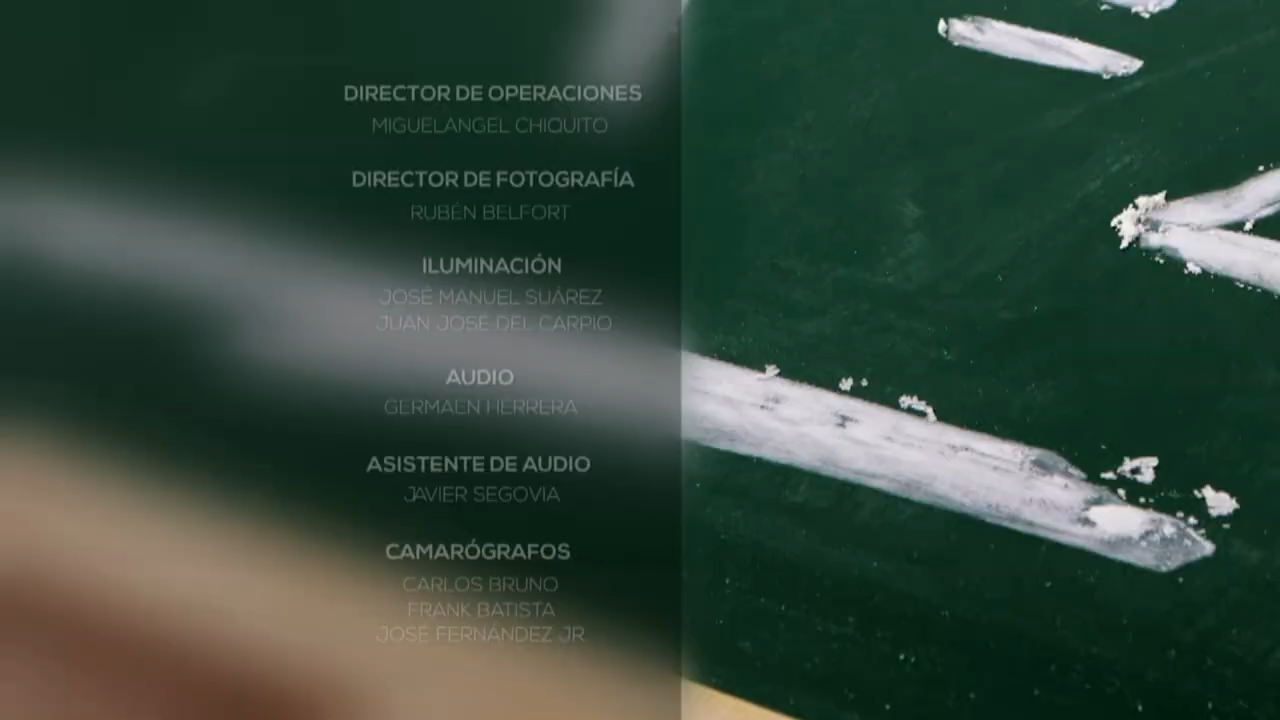 DIRECTOR DE OPERACIONES
MIGUELANGEL CHIQUITO
DIRECTOR DE FOTOGRAFÍA
RUBÉN BELFORT
ILUMINACIÓN
JOSÉ MANUEL SUÁREZ
JUAN JOSÉ DEL CARPIO
AUDIO
GERMAEN HERRERA
ASISTENTE DE AUDIO
JAVIER SEGOVIA
CAMARÓGRAFOS
CARLOS BRUNO
FRANK BATISTA
JOSÉ FERNÁNDEZ JR.